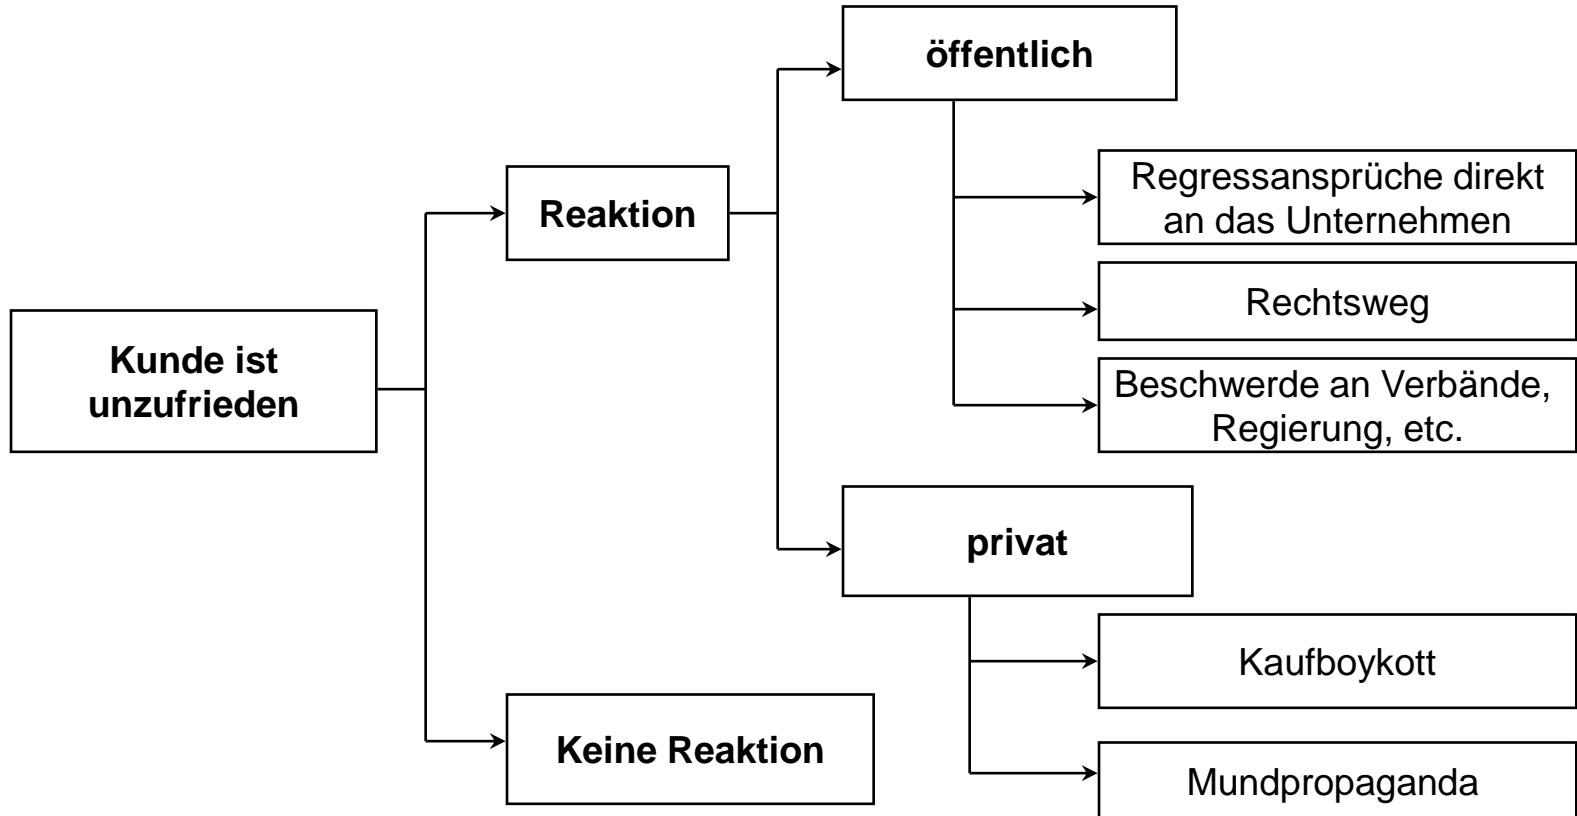 öffentlich
Regressansprüche direkt
an das Unternehmen
Reaktion
Rechtsweg
Kunde ist
unzufrieden
Beschwerde an Verbände,
Regierung, etc.
privat
Kaufboykott
Keine Reaktion
Mundpropaganda